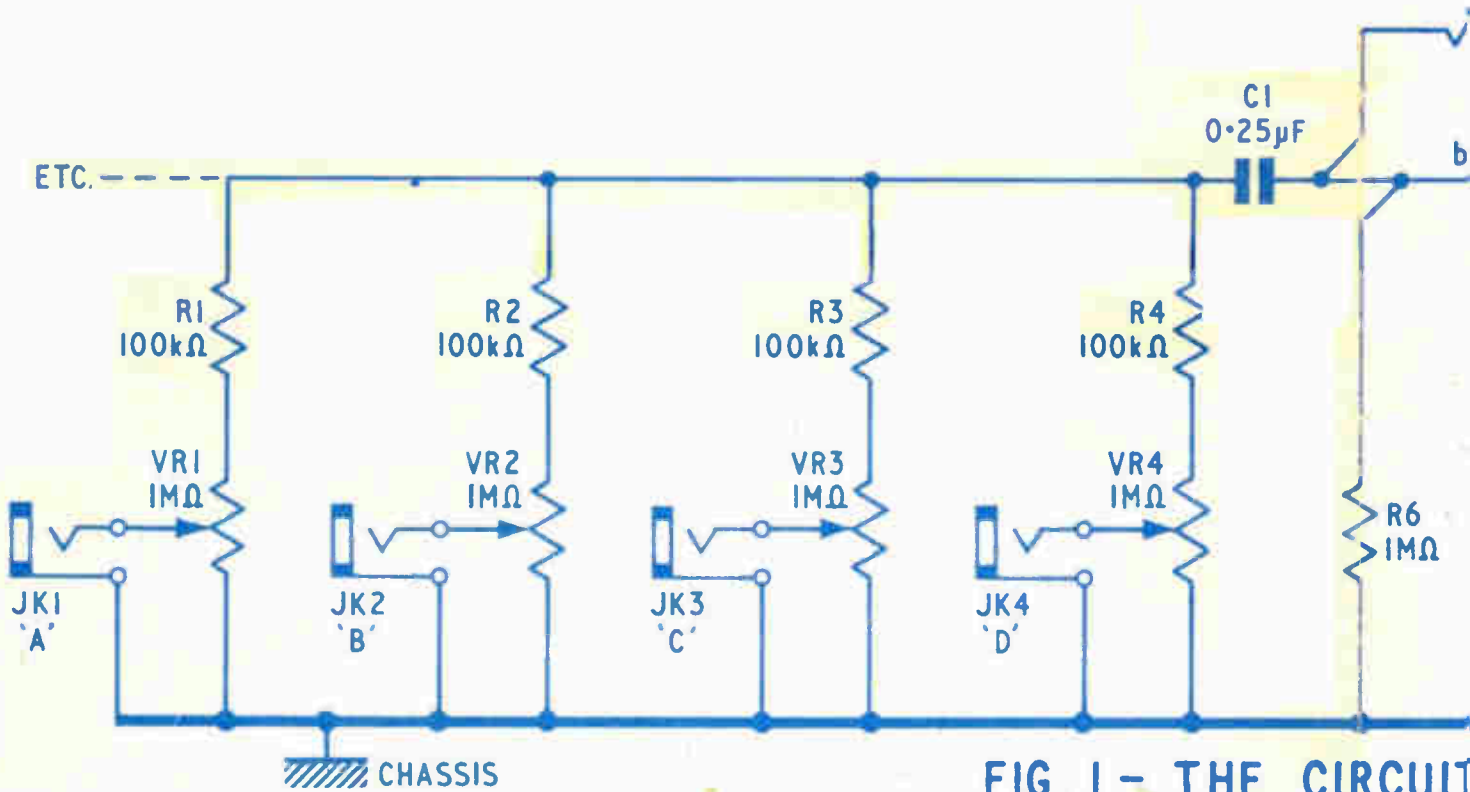 C1
0·25µF
b
ETC.
R1
100kΩ
R2
100kΩ
R3
100kΩ
R4
100kΩ
VR1
1MΩ
VR2
1MΩ
VR3
1MΩ
VR4
1MΩ
R6
1MΩ
JK1
'A'
JK2
'B'
JK3
'C'
JK4
'D'
CHASSIS
FIG. 1 – THE CIRCUIT